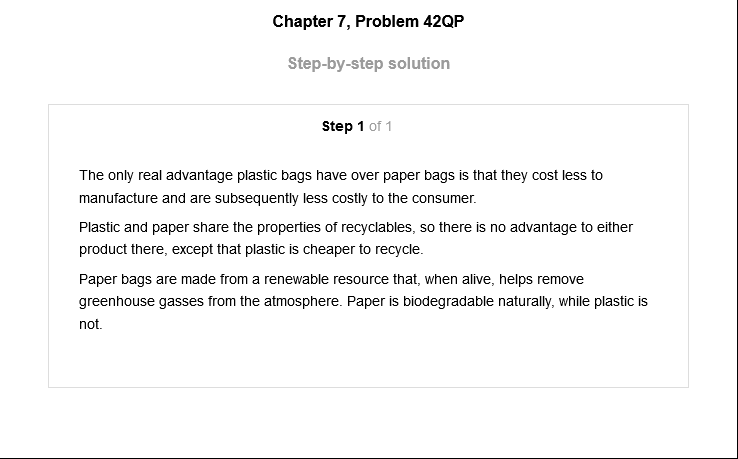 Chapter 7, Problem 42QP
Step-by-step solution
Step 1 of 1
The only real advantage plastic bags have over paper bags is that they cost less to
manufacture and are subsequently less costly to the consumer.
Plastic and paper share the properties of recyclables, so there is no advantage to either
product there, except that plastic is cheaper to recycle.
Paper bags are made from a renewable resource that, when alive, helps remove
greenhouse gasses from the atmosphere. Paper is biodegradable naturally, while plastic is
not.